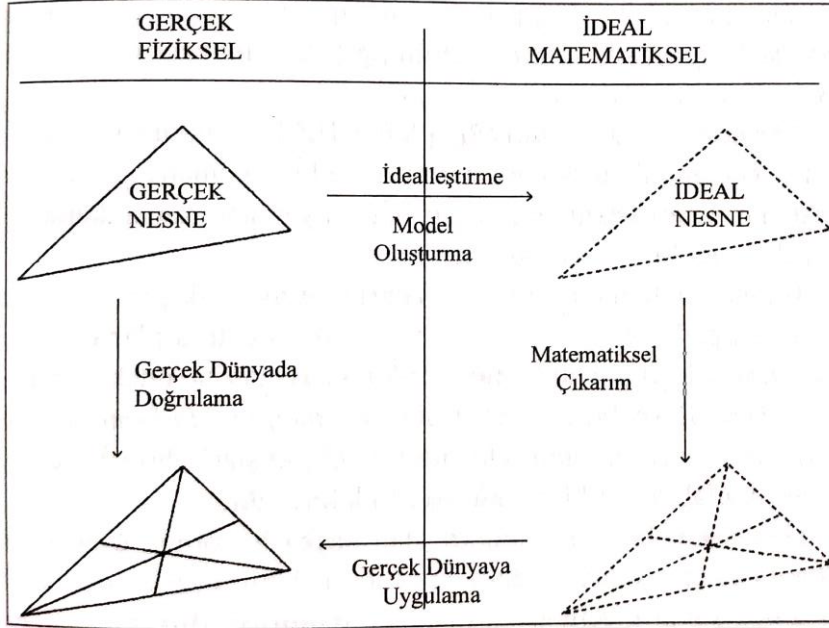 GERÇEK
FİZİKSEL
İDEAL
MATEMATİKSEL
GERÇEK
NESNE
İdealleştirme
Model
Oluşturma
İDEAL
NESNE
Gerçek Dünyada
Doğrulama
Matematiksel
Çıkarım
Gerçek Dünyaya
Uygulama